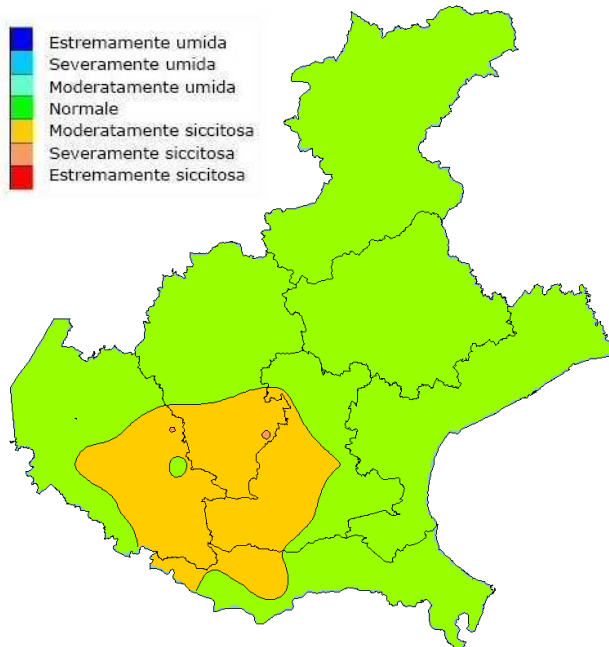 Estremamente umida
Severamente umida
Moderatamente umida
Normale
Moderatamente siccitosa
Severamente siccitosa
Estremamente siccitosa